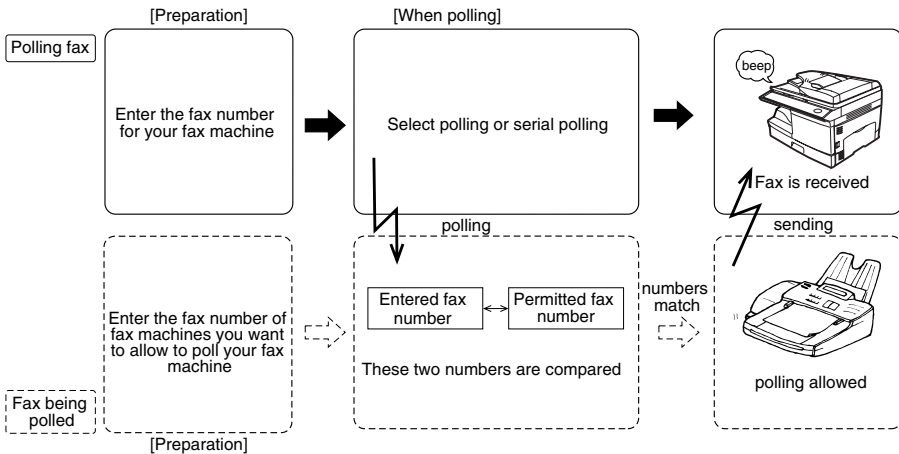 [Preparation]
[When polling]
Polling fax
Enter the fax number
for your fax machine
Select polling or serial polling
beep
Fax is received
polling
sending
Enter the fax number of
fax machines you want
to allow to poll your fax
machine
Entered fax
number
Permitted fax
number
These two numbers are compared
numbers
match
polling allowed
Fax being
polled
[Preparation]